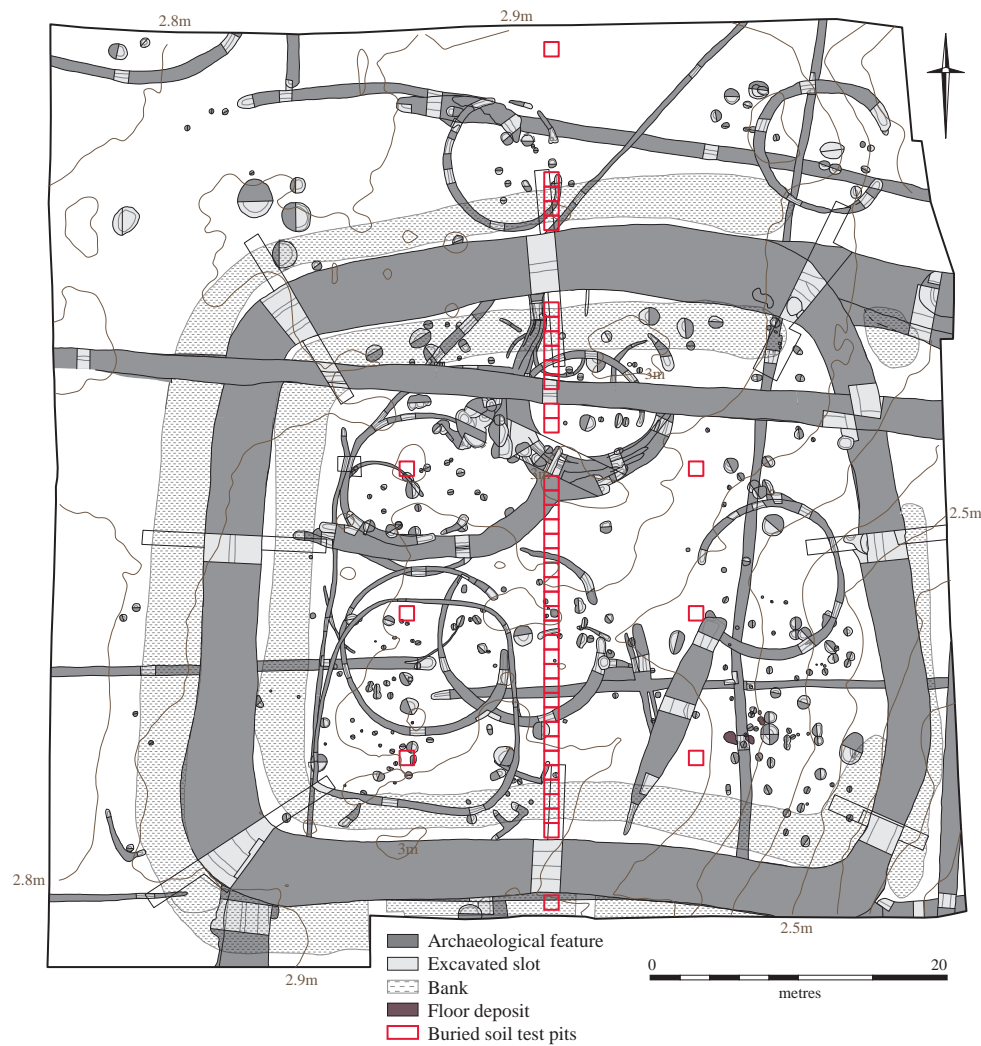 2.8m
2.9m
3m
3m
2.5m
3m
2.8m
2.5m
2.9m
Archaeological feature
Excavated slot
Bank
Floor deposit
Buried soil test pits
0 20
metres